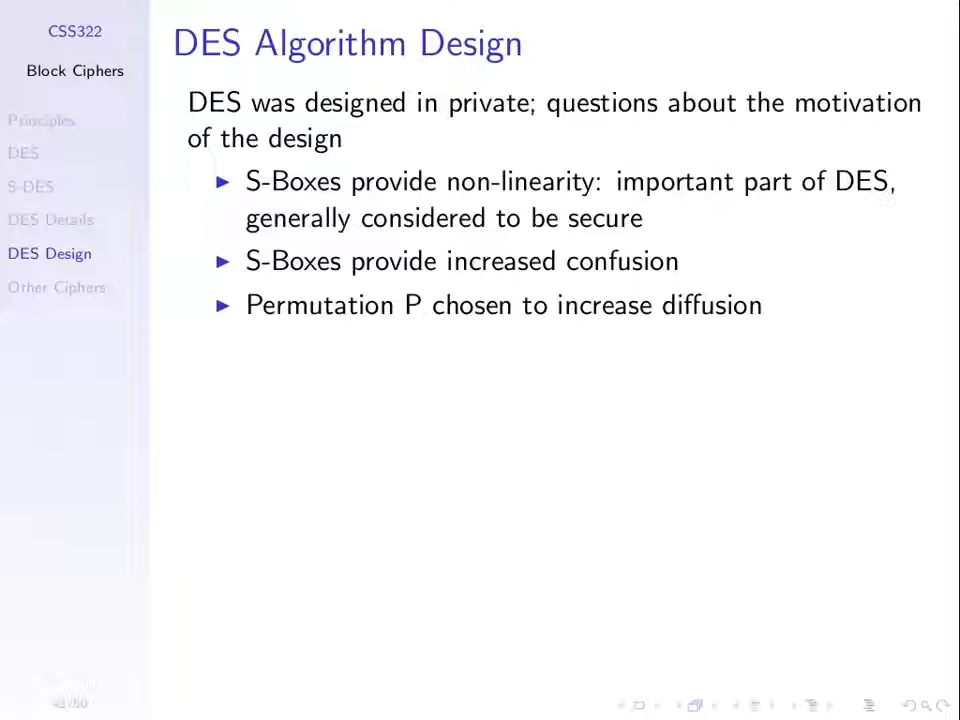 CSS322
Block Ciphers
Principles
DES
S-DES
DES Details
DES Design
Other Ciphers
DES Algorithm Design
DES was designed in private; questions about the motivation
of the design
S-Boxes provide non-linearity: important part of DES,
generally considered to be secure
S-Boxes provide increased confusion
Permutation P chosen to increase diffusion
42/50